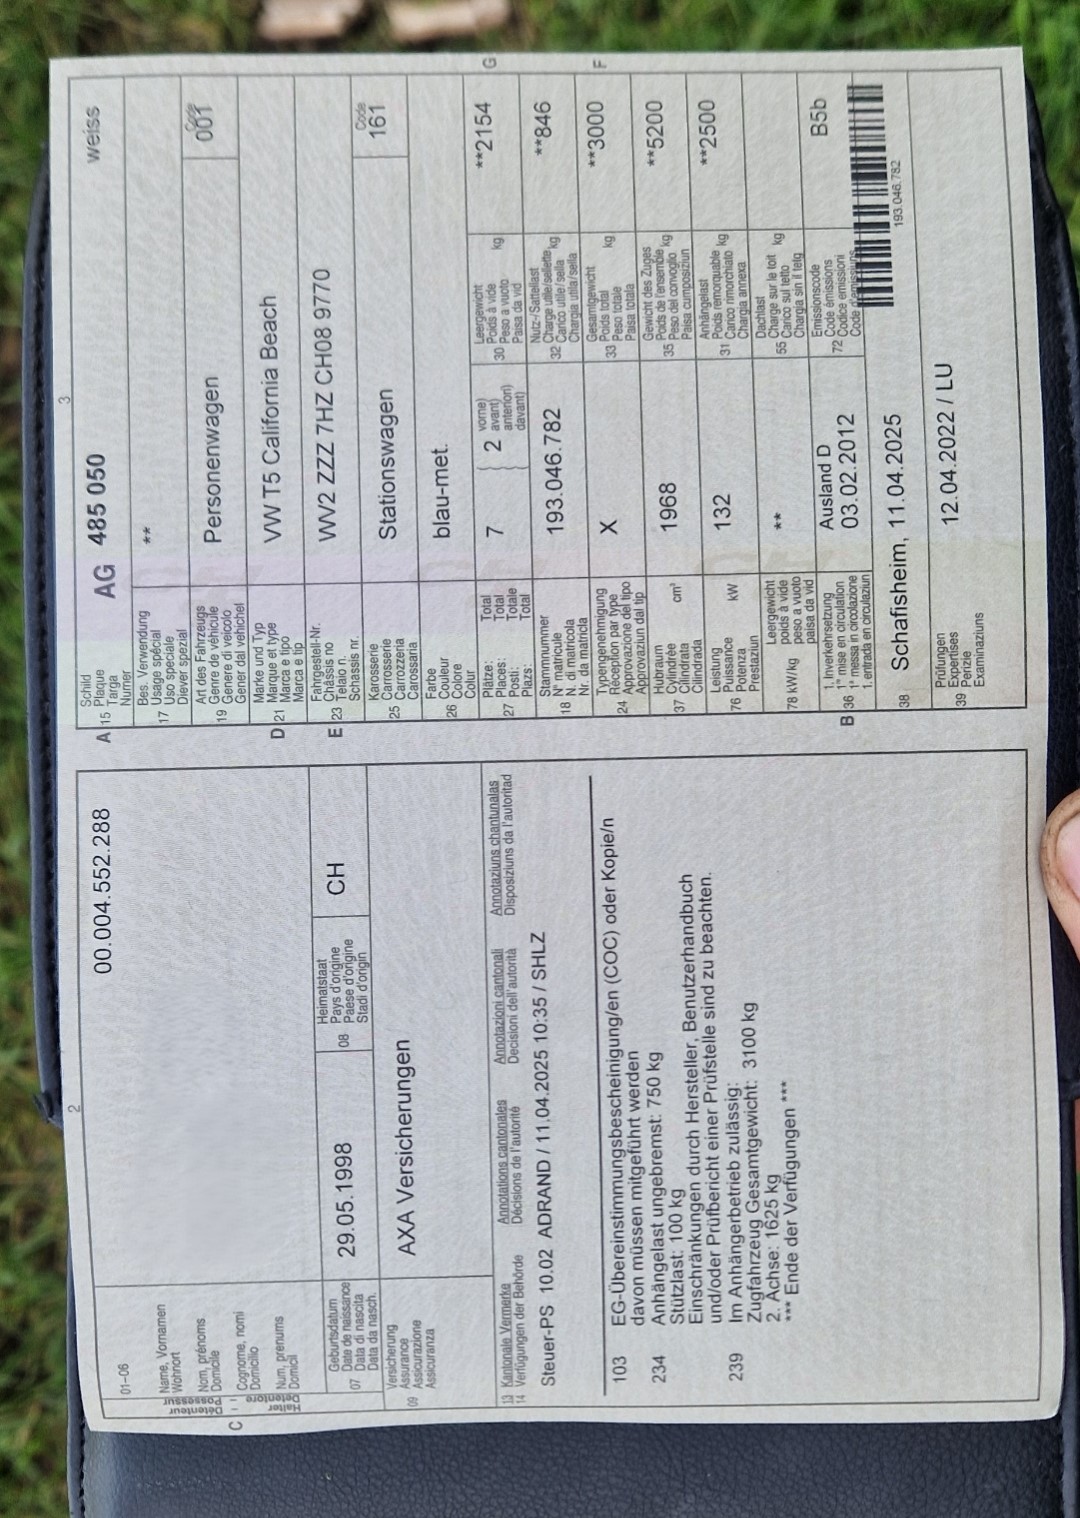 2
00.004.552.288
01–06
Name, Vornamen
Wohnort
Nom, prénoms
Domicile
Cognome, nomi
Domicilio
Num, prenums
Domicil
C
Détenteur
Possessur
Halter
Detentore
Geburtsdatum
Date de naissance
07 Data di nascita
Data da nasch.
29.05.1998
Heimatstaat
08 Pays d'origine
Paese d'origine
Stadi d'origin
CH
Versicherung
Assurance
09 Assicurazione
Assicuranza
AXA Versicherungen
13 Kantonale Vermerke
14 Verfügungen der Behörde
Annotations cantonales
Décisions de l'autorité
Annotazioni cantonali
Decisioni dell'autorità
Annotaziuns chantunalas
Disposiziuns da l'autoritad
Steuer-PS 10.02 ADRAND / 11.04.2025 10:35 / SHLZ
103 EG-Übereinstimmungsbescheinigung/en (COC) oder Kopie/n
davon müssen mitgeführt werden
234 Anhängelast ungebremst: 750 kg
Stützlast: 100 kg
Einschränkungen durch Hersteller, Benutzerhandbuch
und/oder Prüfbericht einer Prüfstelle sind zu beachten.
239 Im Anhängerbetrieb zulässig:
Zugfahrzeug Gesamtgewicht: 3100 kg
2. Achse: 1625 kg
*** Ende der Verfügungen ***
3
A 15 Schild
Plaque
Targa
Numer
AG 485 050 weiss
Bes. Verwendung
17 Usage spécial
Uso speciale
Diever spezial
**
Art des Fahrzeugs
19 Genre de véhicule
Genere di veicolo
Gener dal vehichel
Personenwagen
Code
001
Marke und Typ
D 21 Marque et type
Marca e tipo
Marca e tip
VW T5 California Beach
Fahrgestell-Nr.
E 23 Châssis no
Telaio n.
Schassis nr.
WV2 ZZZ 7HZ CH08 9770
Karosserie
25 Carrosserie
Carrozzeria
Carossaria
Stationswagen
Code
161
Farbe
26 Couleur
Colore
Colur
blau-met.
Plätze: Total
27 Places: Total
Posti: Totale
Plazs: Total
7
2
vorne)
avant)
anteriori)
davant)
Leergewicht
30 Poids à vide
Peso a vuoto kg
Paisa da vid
**2154 G
Stammnummer
18 N° matricule
N. di matricola
Nr. da matricla
193.046.782
Nutz-/Sattellast
32 Charge utile/sellette
Carico utile/sella kg
Chargia utila/sella
**846
Typengenehmigung
24 Réception par type
Approvazione del tipo
Approvaziun dal tip
X
Gesamtgewicht
33 Poids total
Peso totale kg
Paisa totala
**3000 F
Hubraum
37 Cylindrée
Cilindrata cm³
Cilindrada
1968
Gewicht des Zuges
35 Poids de l'ensemble
Peso del convoglio kg
Paisa cumposiziun
**5200
Leistung
76 Puissance
Potenza kW
Prestaziun
132
Anhängelast
31 Poids remorquable
Carico rimorchiato kg
Chargia annexa
**2500
78 kW/kg Leergewicht
poids à vide
peso a vuoto
paisa da vid
**
Dachlast
55 Charge sur le toit
Carico sul tetto kg
Chargia sin il tetg
B 36 1. Inverkehrsetzung
1re mise en circulation
1a messa in circolazione
1. entrada en circulaziun
Ausland D
03.02.2012
Emissionscode
72 Code émissions
Codice emissioni
Code d'emissiuns
B5b
38 Schafisheim, 11.04.2025
193.046.782
Prüfungen
39 Expertises
Perizie
Examinaziuns
12.04.2022 / LU